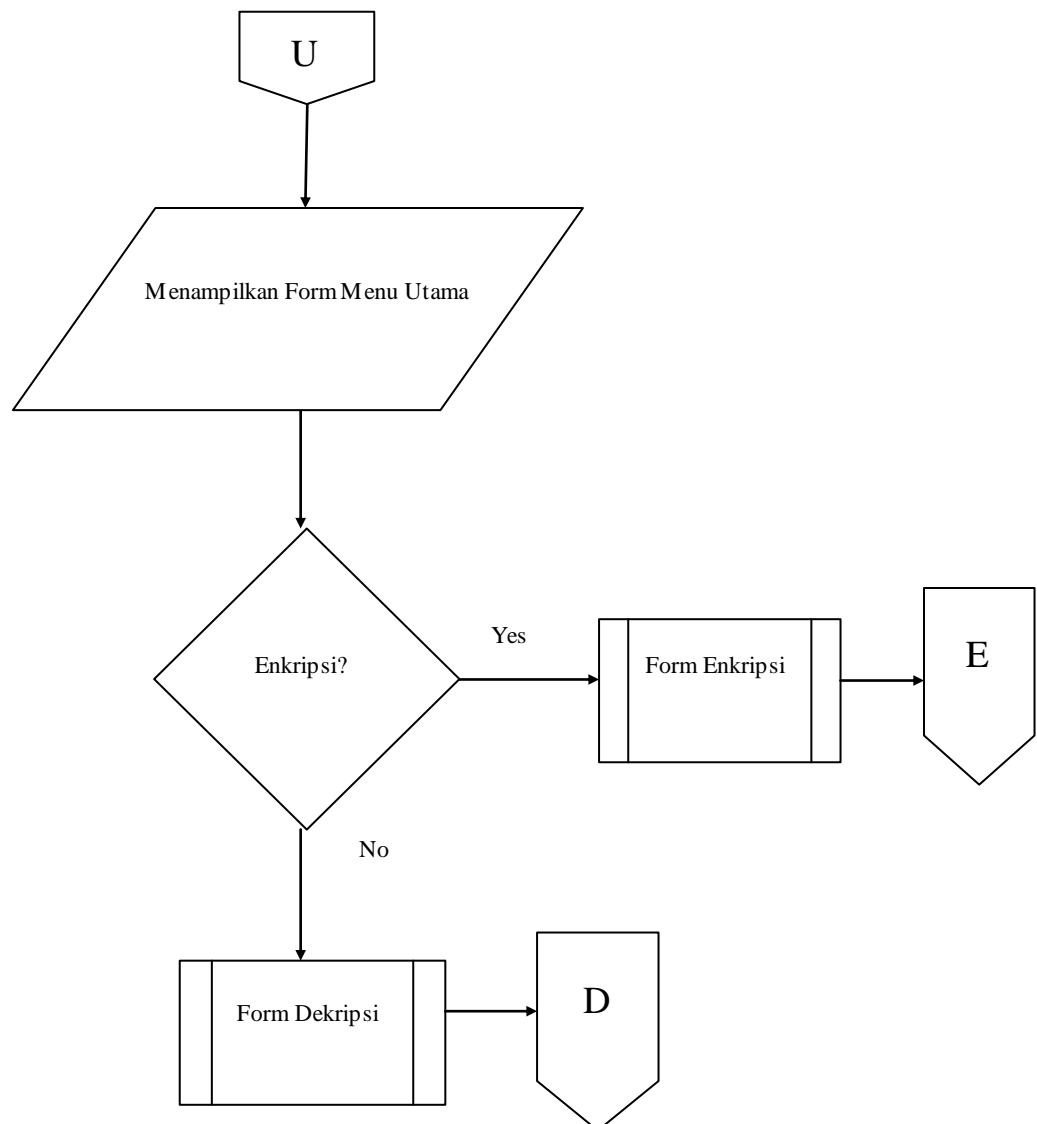 U
Menampilkan Form Menu Utama
Enkripsi?
Yes
Form Enkripsi
E
No
Form Dekripsi
D